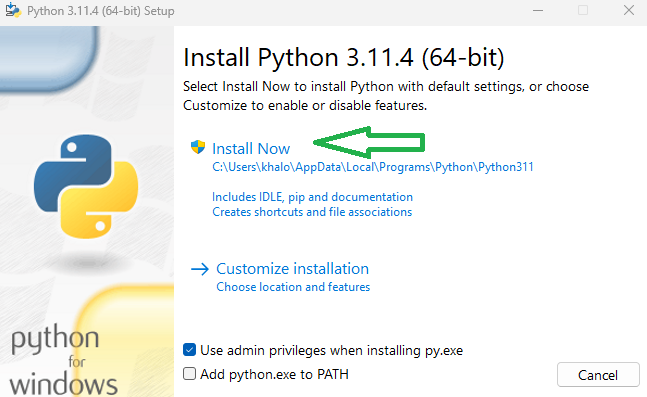 Python 3.11.4 (64-bit) Setup
Install Python 3.11.4 (64-bit)
Select Install Now to install Python with default settings, or choose
Customize to enable or disable features.
Install Now
C:\Users\khalo\AppData\Local\Programs\Python\Python311
Includes IDLE, pip and documentation
Creates shortcuts and file associations
Customize installation
Choose location and features
python
for
windows
Use admin privileges when installing py.exe
Add python.exe to PATH
Cancel